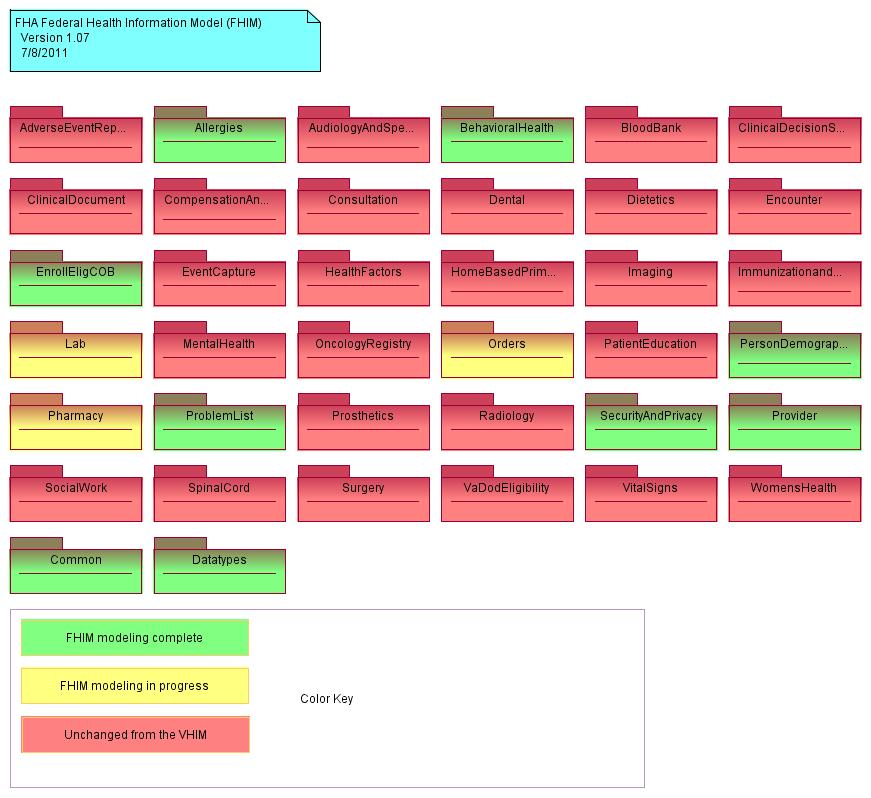 FHA Federal Health Information Model (FHIM)
Version 1.07
7/8/2011
AdverseEventRep...
Allergies
AudiologyAndSpe...
BehavioralHealth
BloodBank
ClinicalDecisionS...
ClinicalDocument
CompensationAn...
Consultation
Dental
Dietetics
Encounter
EnrollEligCOB
EventCapture
HealthFactors
HomeBasedPrim...
Imaging
Immunizationand...
Lab
MentalHealth
OncologyRegistry
Orders
PatientEducation
PersonDemograp...
Pharmacy
ProblemList
Prosthetics
Radiology
SecurityAndPrivacy
Provider
SocialWork
SpinalCord
Surgery
VaDodEligibility
VitalSigns
WomensHealth
Common
Datatypes
FHIM modeling complete
FHIM modeling in progress
Color Key
Unchanged from the VHIM